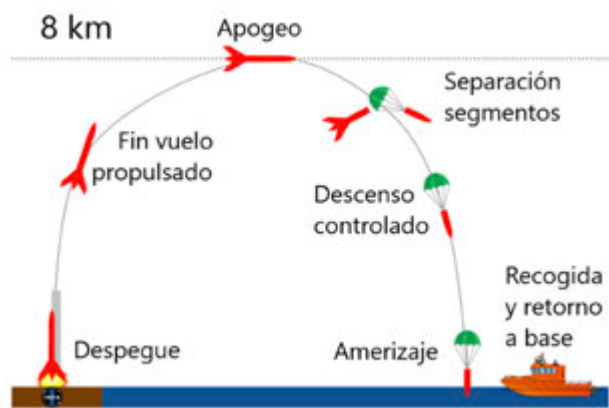 8 km
Apogeo
Separación
segmentos
Fin vuelo
propulsado
Descenso
controlado
Recogida
y retorno
a base
Despegue
Amerizaje